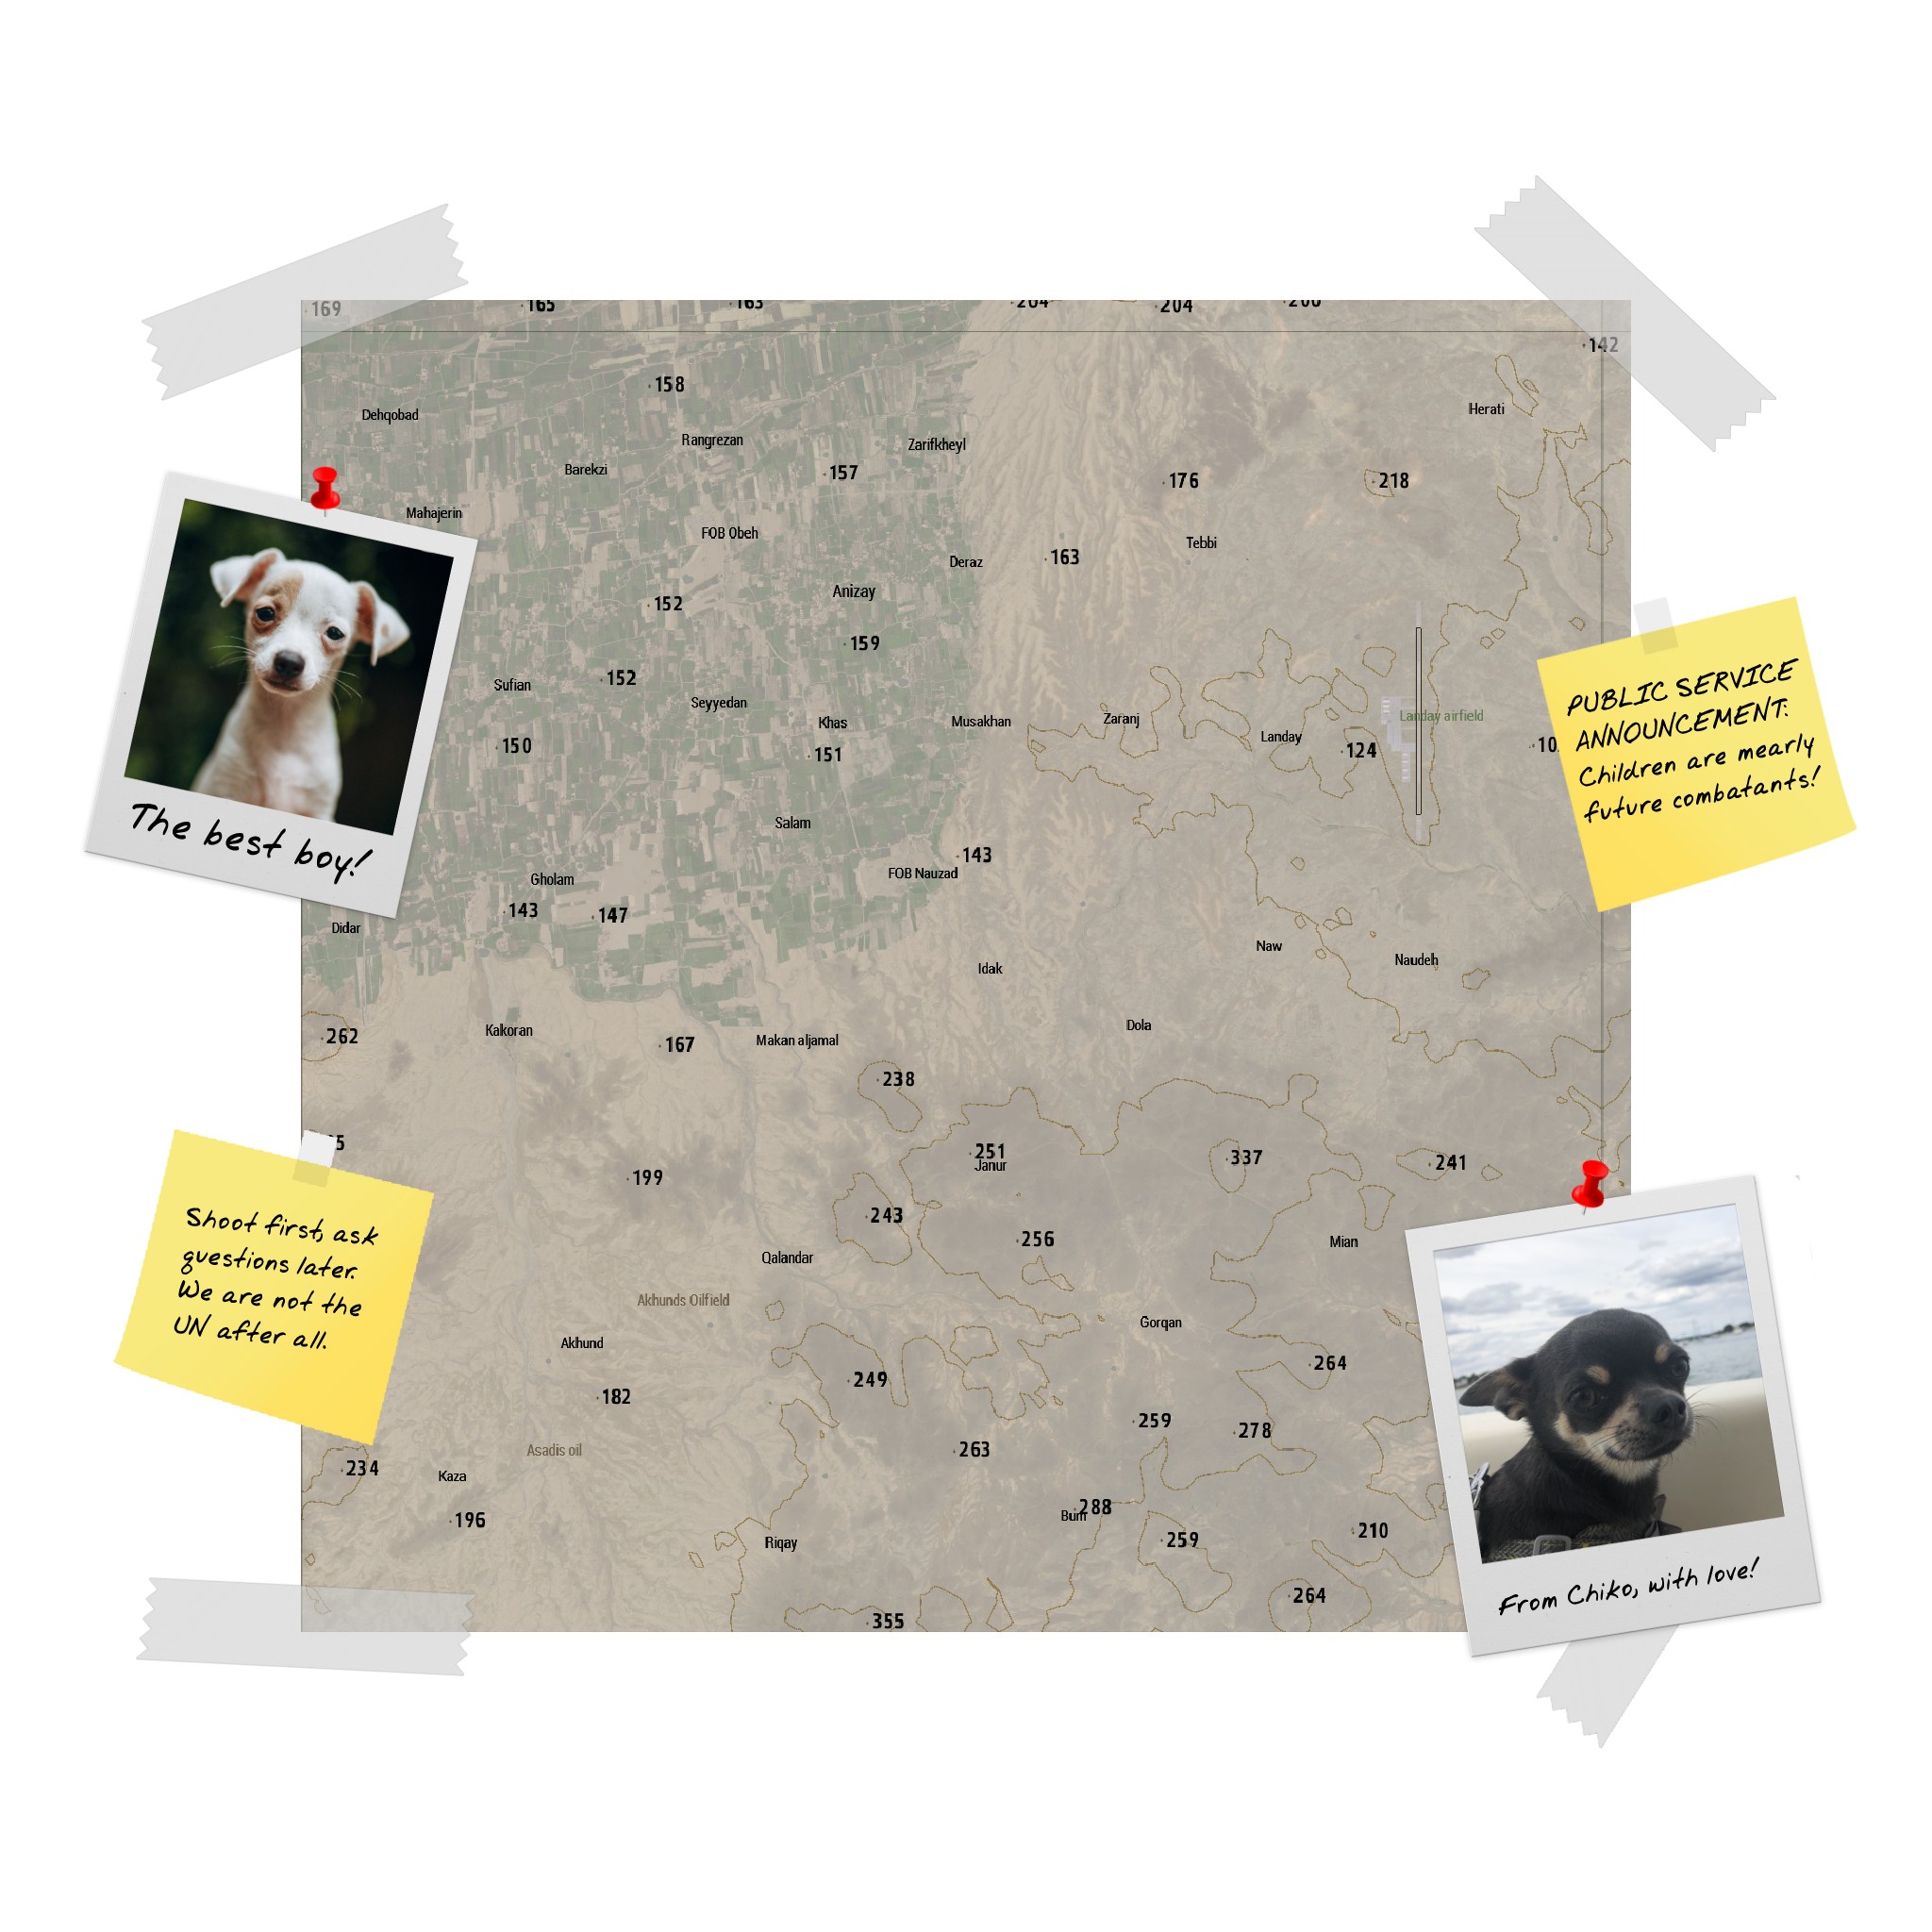 169
165
163
204
204
200
142
158
Dehqobad
Herati
Rangrezan
Zarifkheyl
Barekzi
157
176
218
Mahajerin
FOB Obeh
Tebbi
163
Deraz
Anizay
152
159
152
Sufian
Seyyedan
Khas
Musakhan
Zaranj
Landay airfield
Landay
150
151
124
10
Salam
143
FOB Nauzad
Gholam
143
147
Didar
Naw
Naudeh
Idak
Kakoran
Dola
262
167
Makan aljamal
238
5
251
Janur
337
241
199
243
256
Mian
Qalandar
Akhunds Oilfield
Gorqan
Akhund
264
249
182
259
278
Asadis oil
263
234
Kaza
288
196
210
Riqay
259
264
355
The best boy!
PUBLIC SERVICE
ANNOUNCEMENT:
Children are mearly
future combatants!
Shoot first, ask
questions later.
We are not the
UN after all.
From Chiko, with love!